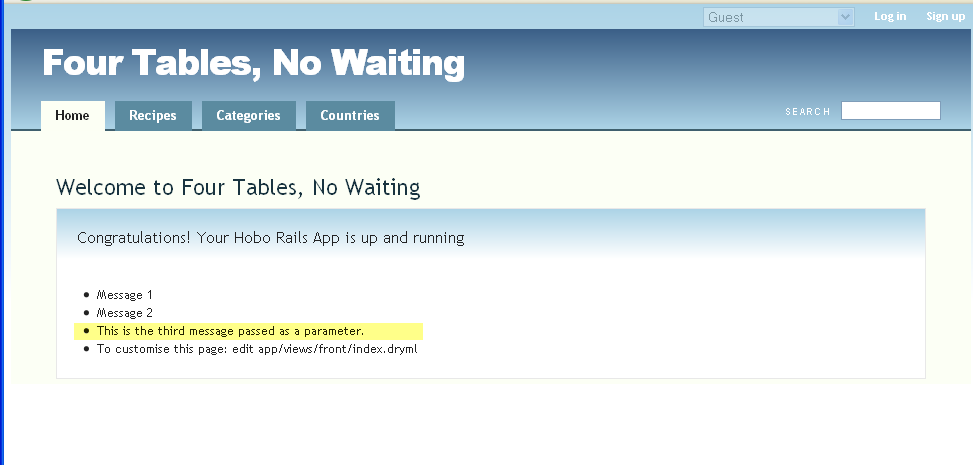 Guest
Log in
Sign up
Four Tables, No Waiting
Home
Recipes
Categories
Countries
SEARCH
Welcome to Four Tables, No Waiting
Congratulations! Your Hobo Rails App is up and running
Message 1
Message 2
This is the third message passed as a parameter.
To customise this page: edit app/views/front/index.dryml